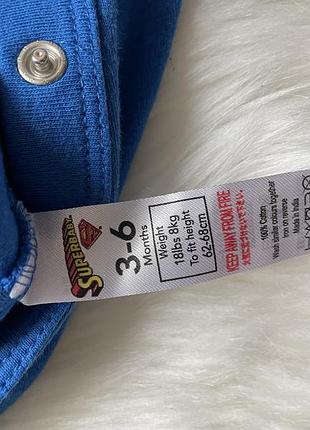 SUPERBABY
3-6
Months
Weight
18lbs 8kg
To fit height
62-68cm
KEEP AWAY FROM FIRE
100% Cotton
Wash similar colours together
Iron on reverse
Made in India